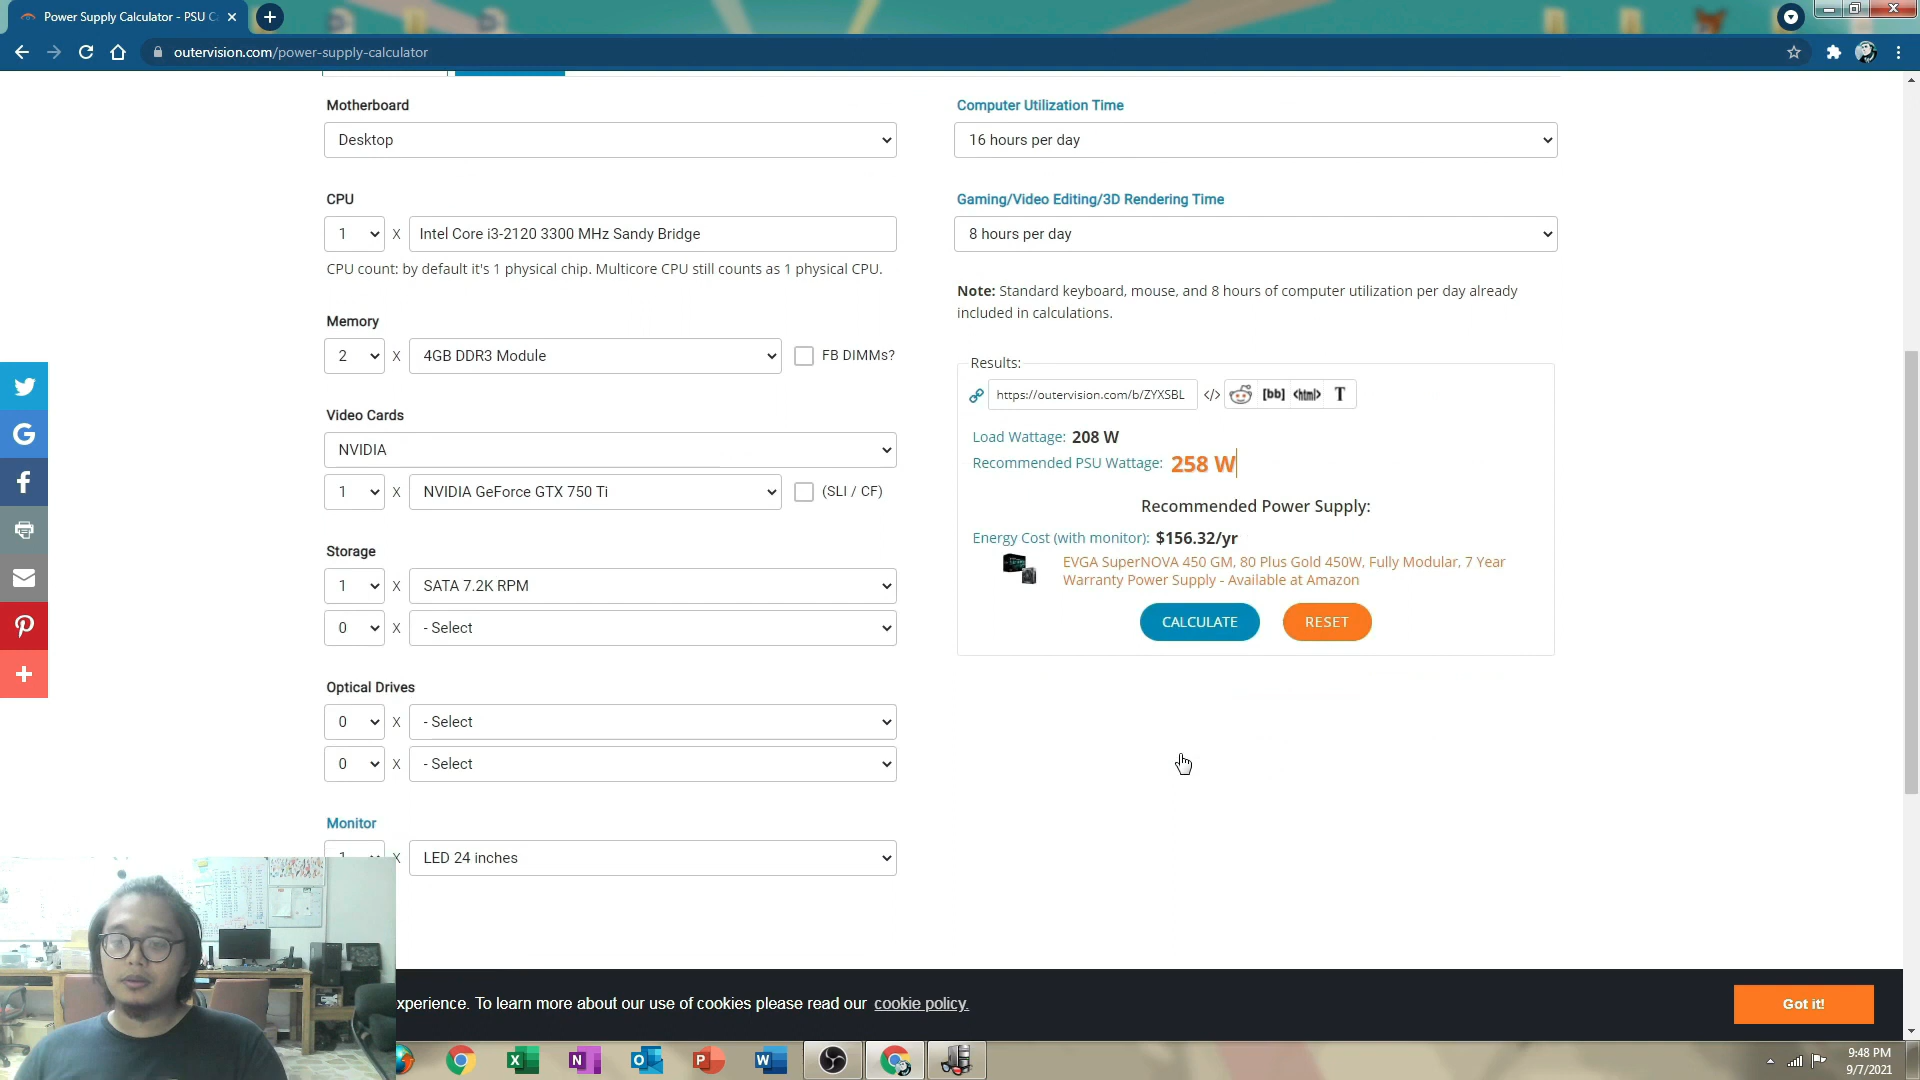 Power Supply Calculator - PSU C
outervision.com/power-supply-calculator
Motherboard
Desktop
CPU
1 X Intel Core i3-2120 3300 MHz Sandy Bridge
CPU count: by default it's 1 physical chip. Multicore CPU still counts as 1 physical CPU.
Memory
2 X 4GB DDR3 Module FB DIMMs?
Video Cards
NVIDIA
1 X NVIDIA GeForce GTX 750 Ti (SLI / CF)
Storage
1 X SATA 7.2K RPM
0 X - Select
Optical Drives
0 X - Select
0 X - Select
Monitor
1 X LED 24 inches
Computer Utilization Time
16 hours per day
Gaming/Video Editing/3D Rendering Time
8 hours per day
Note: Standard keyboard, mouse, and 8 hours of computer utilization per day already
included in calculations.
Results:
https://outervision.com/b/ZYXSBL </> [bb] <html> T
Load Wattage: 208 W
Recommended PSU Wattage: 258 W
Recommended Power Supply:
Energy Cost (with monitor): $156.32/yr
EVGA SuperNOVA 450 GM, 80 Plus Gold 450W, Fully Modular, 7 Year
Warranty Power Supply - Available at Amazon
CALCULATE RESET
xperience. To learn more about our use of cookies please read our cookie policy.
Got it!
9:48 PM
9/7/2021